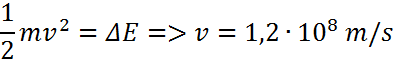 1/2 mv² = ΔE => v = 1,2·10⁸ m/s